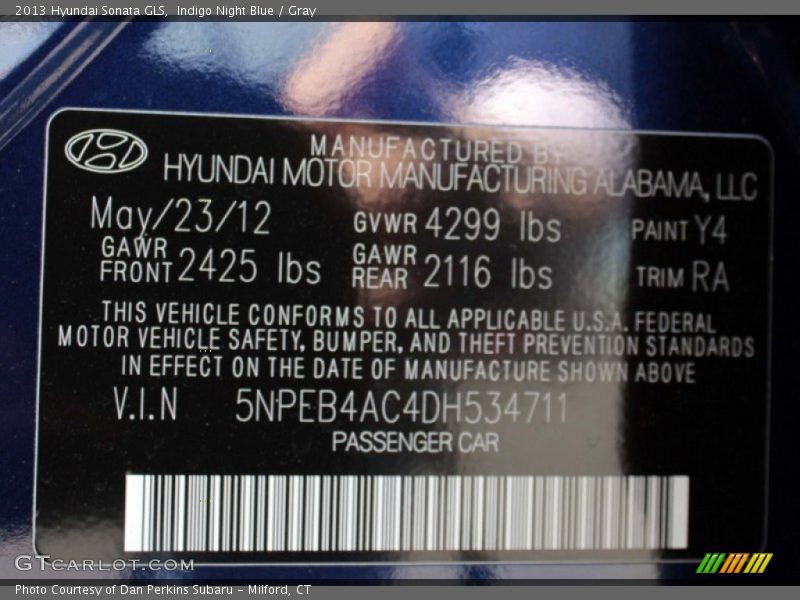 2013 Hyundai Sonata GLS,  Indigo Night Blue / Gray
MANUFACTURED BY
HYUNDAI MOTOR MANUFACTURING ALABAMA, LLC
May/23/12 GVWR 4299 lbs PAINT Y4
GAWR FRONT 2425 lbs GAWR REAR 2116 lbs TRIM RA
THIS VEHICLE CONFORMS TO ALL APPLICABLE U.S.A. FEDERAL
MOTOR VEHICLE SAFETY, BUMPER, AND THEFT PREVENTION STANDARDS
IN EFFECT ON THE DATE OF MANUFACTURE SHOWN ABOVE
V.I.N 5NPEB4AC4DH534711
PASSENGER CAR
GTCARLOT.COM
Photo Courtesy of Dan Perkins Subaru - Milford, CT